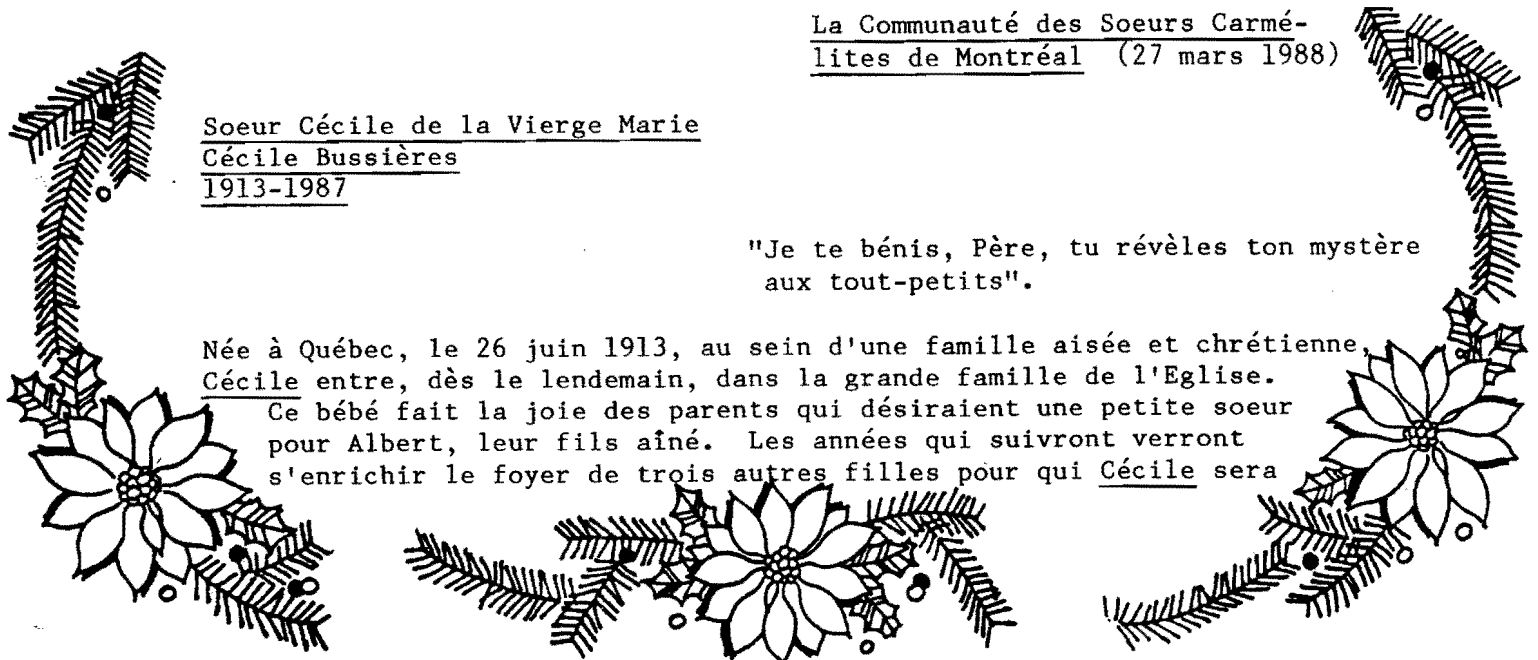 La Communauté des Soeurs Carmé-
lites de Montréal (27 mars 1988)
Soeur Cécile de la Vierge Marie
Cécile Bussières
1913-1987
"Je te bénis, Père, tu révèles ton mystère
aux tout-petits".
Née à Québec, le 26 juin 1913, au sein d'une famille aisée et chrétienne,
Cécile entre, dès le lendemain, dans la grande famille de l'Eglise.
Ce bébé fait la joie des parents qui désiraient une petite soeur
pour Albert, leur fils aîné. Les années qui suivront verront
s'enrichir le foyer de trois autres filles pour qui Cécile sera